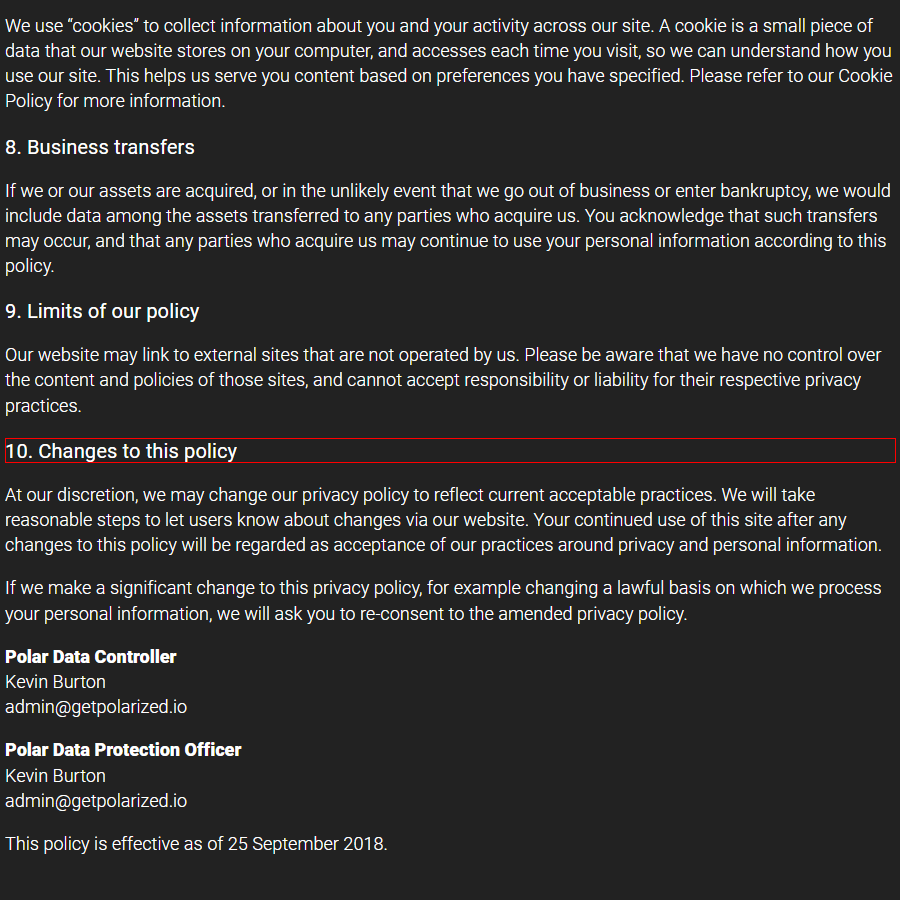 We use “cookies” to collect information about you and your activity across our site. A cookie is a small piece of
data that our website stores on your computer, and accesses each time you visit, so we can understand how you
use our site. This helps us serve you content based on preferences you have specified. Please refer to our Cookie
Policy for more information.
8. Business transfers
If we or our assets are acquired, or in the unlikely event that we go out of business or enter bankruptcy, we would
include data among the assets transferred to any parties who acquire us. You acknowledge that such transfers
may occur, and that any parties who acquire us may continue to use your personal information according to this
policy.
9. Limits of our policy
Our website may link to external sites that are not operated by us. Please be aware that we have no control over
the content and policies of those sites, and cannot accept responsibility or liability for their respective privacy
practices.
10. Changes to this policy
At our discretion, we may change our privacy policy to reflect current acceptable practices. We will take
reasonable steps to let users know about changes via our website. Your continued use of this site after any
changes to this policy will be regarded as acceptance of our practices around privacy and personal information.
If we make a significant change to this privacy policy, for example changing a lawful basis on which we process
your personal information, we will ask you to re-consent to the amended privacy policy.
Polar Data Controller
Kevin Burton
admin@getpolarized.io
Polar Data Protection Officer
Kevin Burton
admin@getpolarized.io
This policy is effective as of 25 September 2018.